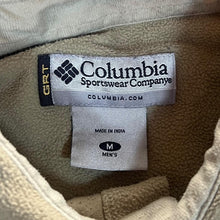 Columbia
Sportswear Company®
GRT
COLUMBIA.COM
MADE IN INDIA
M
MEN'S